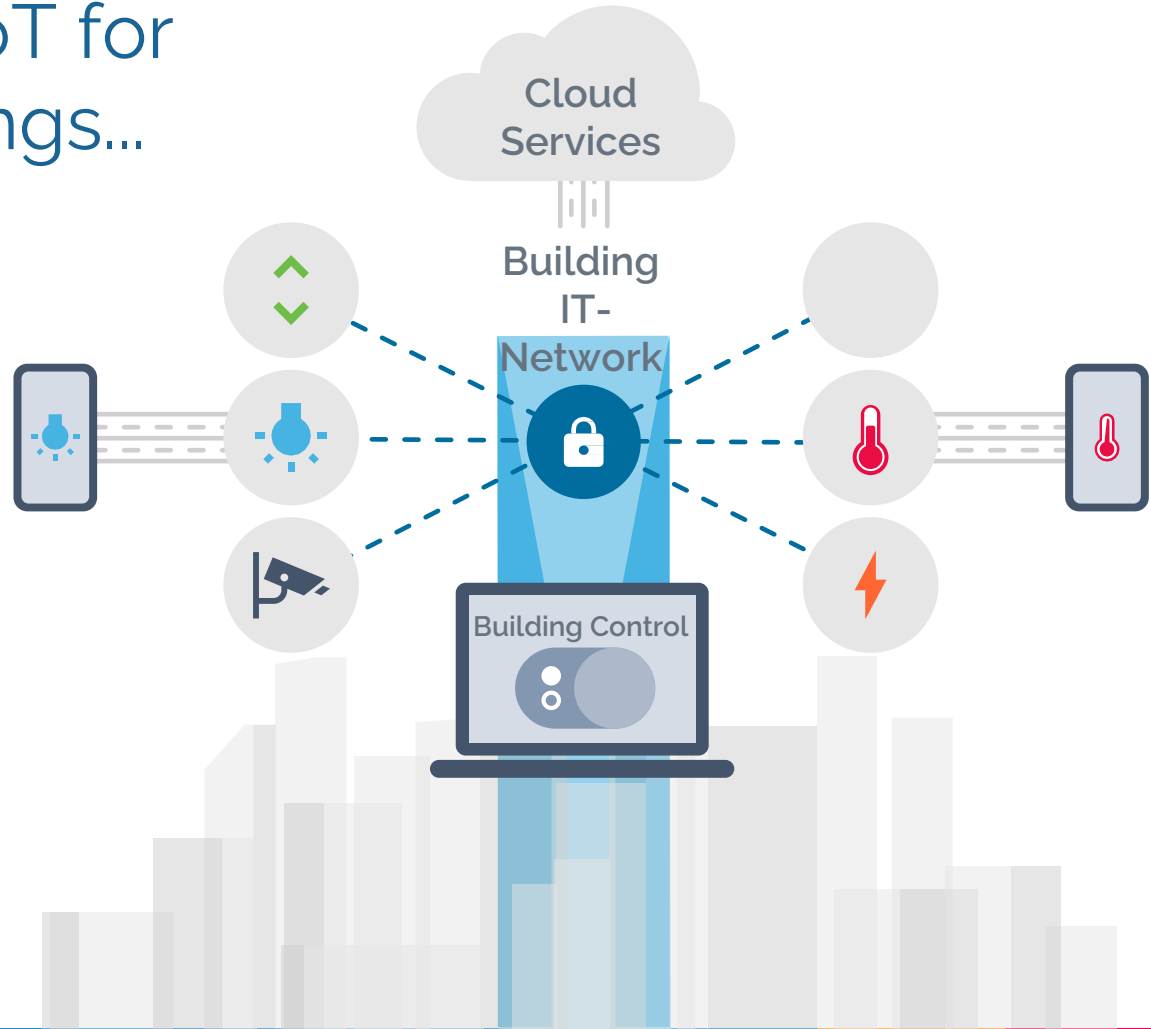 oT for
ngs...
Cloud
Services
Building
IT-
Network
Building Control